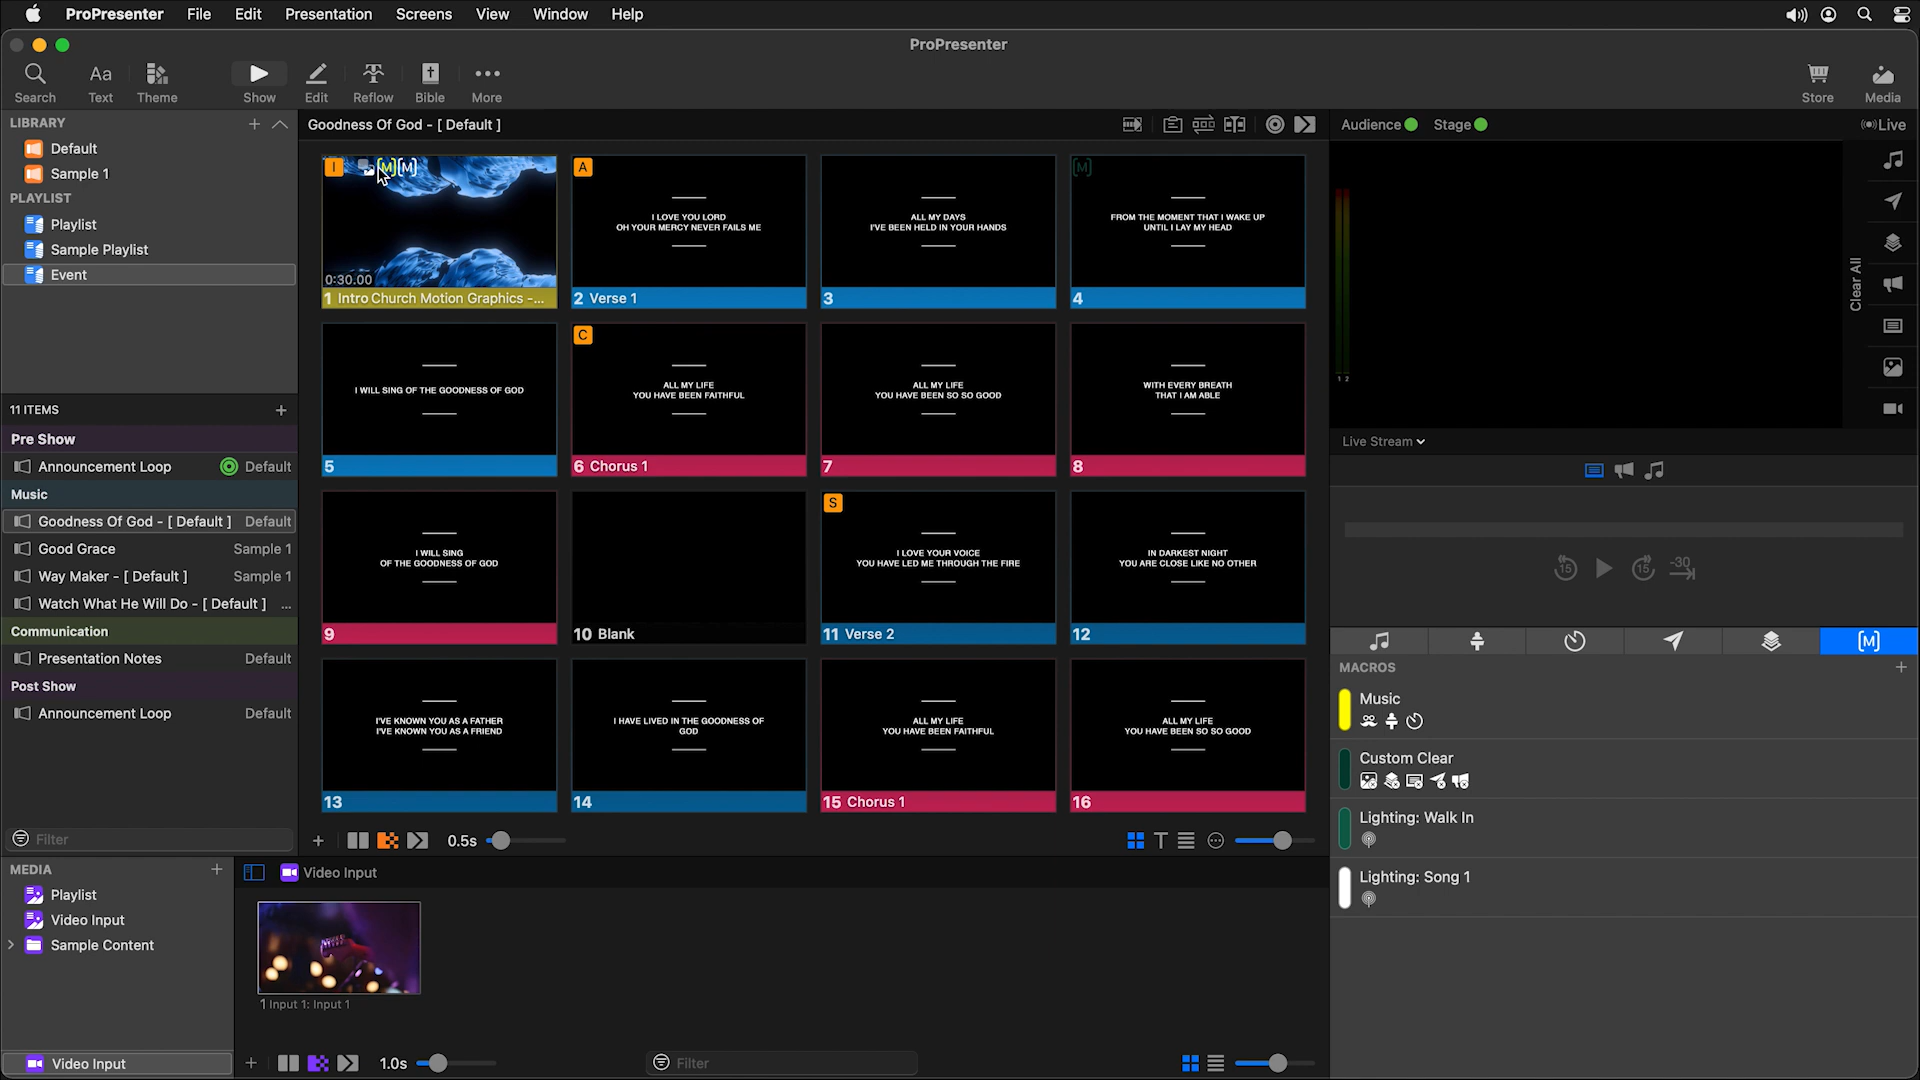 ProPresenter File Edit Presentation Screens View Window Help
ProPresenter
Search Aa Text Theme Show Edit Reflow Bible More Store Media
LIBRARY
Default
Sample 1
PLAYLIST
Playlist
Sample Playlist
Event
11 ITEMS
Pre Show
Announcement Loop Default
Music
Goodness Of God - [ Default ] Default
Good Grace Sample 1
Way Maker - [ Default ] Sample 1
Watch What He Will Do - [ Default ] ...
Communication
Presentation Notes Default
Post Show
Announcement Loop Default
Filter
Goodness Of God - [ Default ]
I [M] [M]
0:30.00
1 Intro Church Motion Graphics -...
A
I LOVE YOU LORD
OH YOUR MERCY NEVER FAILS ME
2 Verse 1
ALL MY DAYS
I'VE BEEN HELD IN YOUR HANDS
3
[M]
FROM THE MOMENT THAT I WAKE UP
UNTIL I LAY MY HEAD
4
I WILL SING OF THE GOODNESS OF GOD
5
C
ALL MY LIFE
YOU HAVE BEEN FAITHFUL
6 Chorus 1
ALL MY LIFE
YOU HAVE BEEN SO SO GOOD
7
WITH EVERY BREATH
THAT I AM ABLE
8
I WILL SING
OF THE GOODNESS OF GOD
9
10 Blank
S
I LOVE YOUR VOICE
YOU HAVE LED ME THROUGH THE FIRE
11 Verse 2
IN DARKEST NIGHT
YOU ARE CLOSE LIKE NO OTHER
12
I'VE KNOWN YOU AS A FATHER
I'VE KNOWN YOU AS A FRIEND
13
I HAVE LIVED IN THE GOODNESS OF
GOD
14
ALL MY LIFE
YOU HAVE BEEN FAITHFUL
15 Chorus 1
ALL MY LIFE
YOU HAVE BEEN SO SO GOOD
16
0.5s
Audience Stage Live
1 2
Clear All
Live Stream
15 15 -30
[M]
MACROS
Music
Custom Clear
Lighting: Walk In
Lighting: Song 1
MEDIA
Playlist
Video Input
Sample Content
Video Input
Video Input
1 Input 1: Input 1
1.0s
Filter